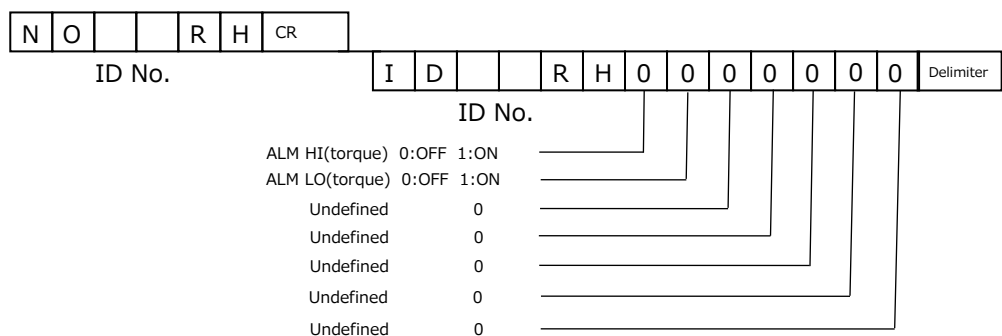 N O R H CR
ID No.
I D R H 0 0 0 0 0 0 0 Delimiter
ID No.
ALM HI(torque) 0:OFF 1:ON
ALM LO(torque) 0:OFF 1:ON
Undefined 0
Undefined 0
Undefined 0
Undefined 0
Undefined 0